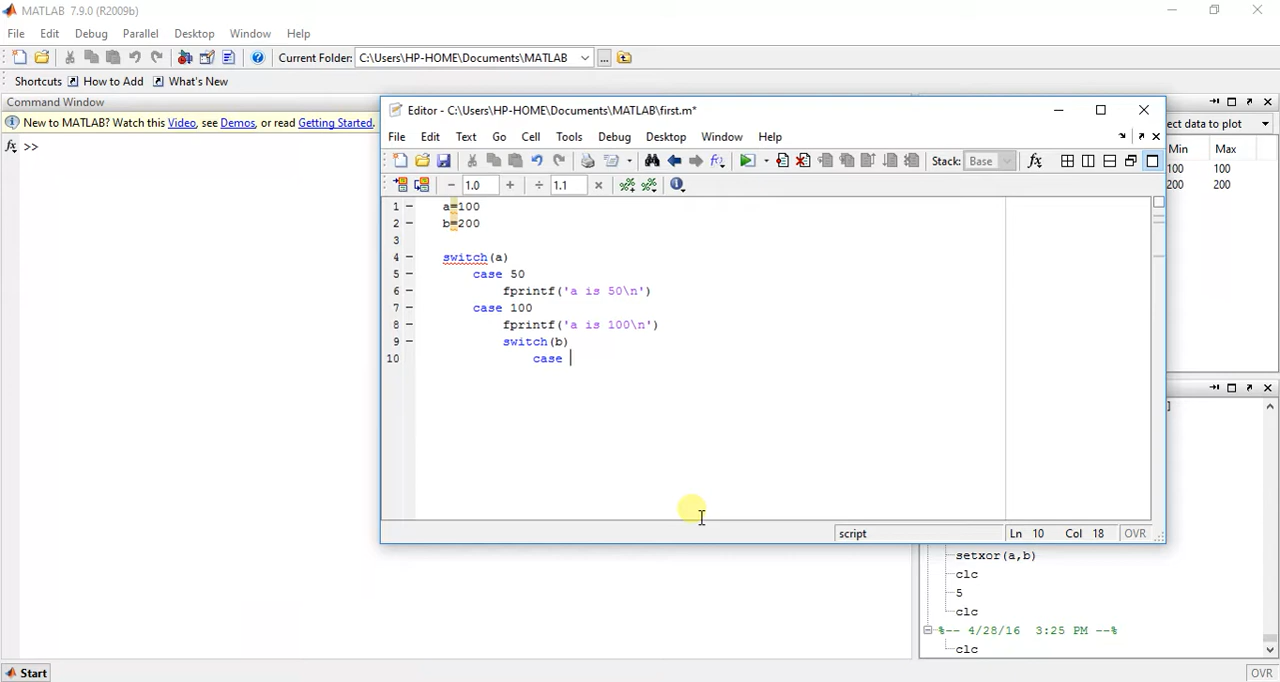 MATLAB 7.9.0 (R2009b)
File Edit Debug Parallel Desktop Window Help
Current Folder: C:\Users\HP-HOME\Documents\MATLAB ...
Shortcuts How to Add What's New
Command Window
New to MATLAB? Watch this Video, see Demos, or read Getting Started.
fx >>
Editor - C:\Users\HP-HOME\Documents\MATLAB\first.m*
File Edit Text Go Cell Tools Debug Desktop Window Help
Stack: Base fx
- 1.0 + ÷ 1.1 ×
1 - a=100
2 - b=200
3
4 - switch(a)
5 - case 50
6 - fprintf('a is 50\n')
7 - case 100
8 - fprintf('a is 100\n')
9 - switch(b)
10 case
script Ln 10 Col 18 OVR
ect data to plot
Min Max
100 100
200 200
]
setxor(a,b)
clc
5
clc
%-- 4/28/16 3:25 PM --%
clc
Start
OVR